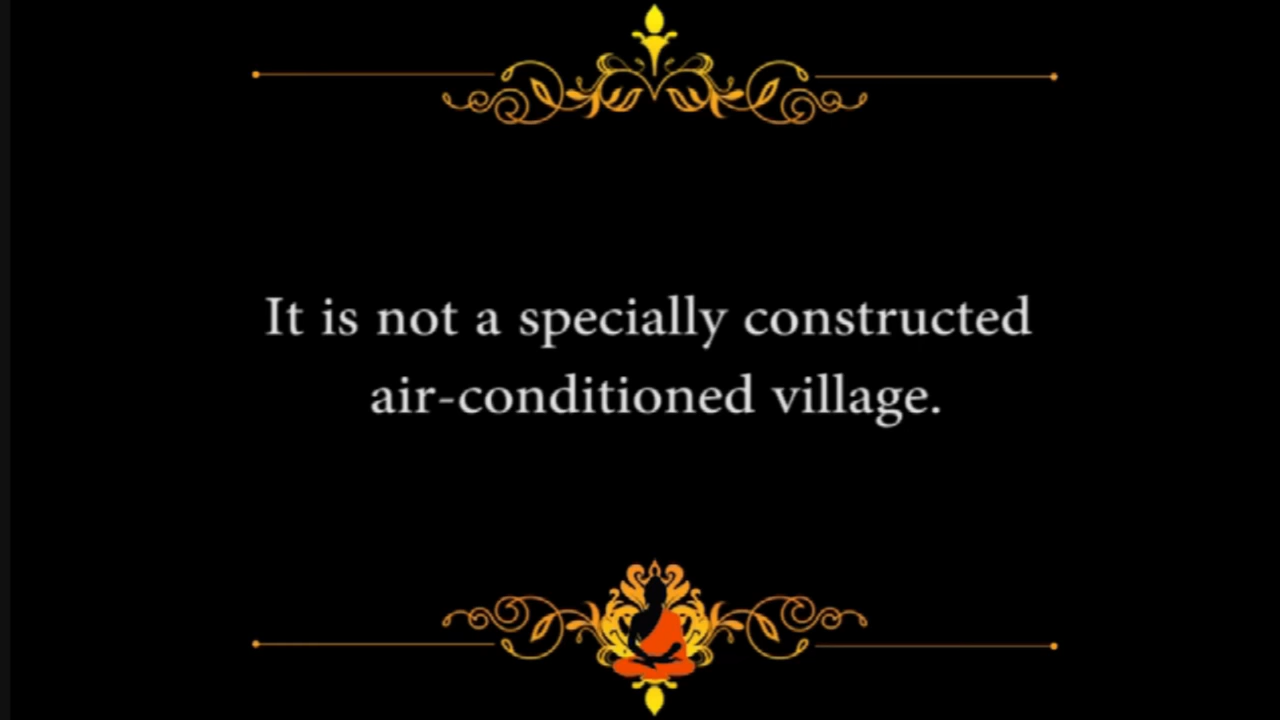 It is not a specially constructed
air-conditioned village.